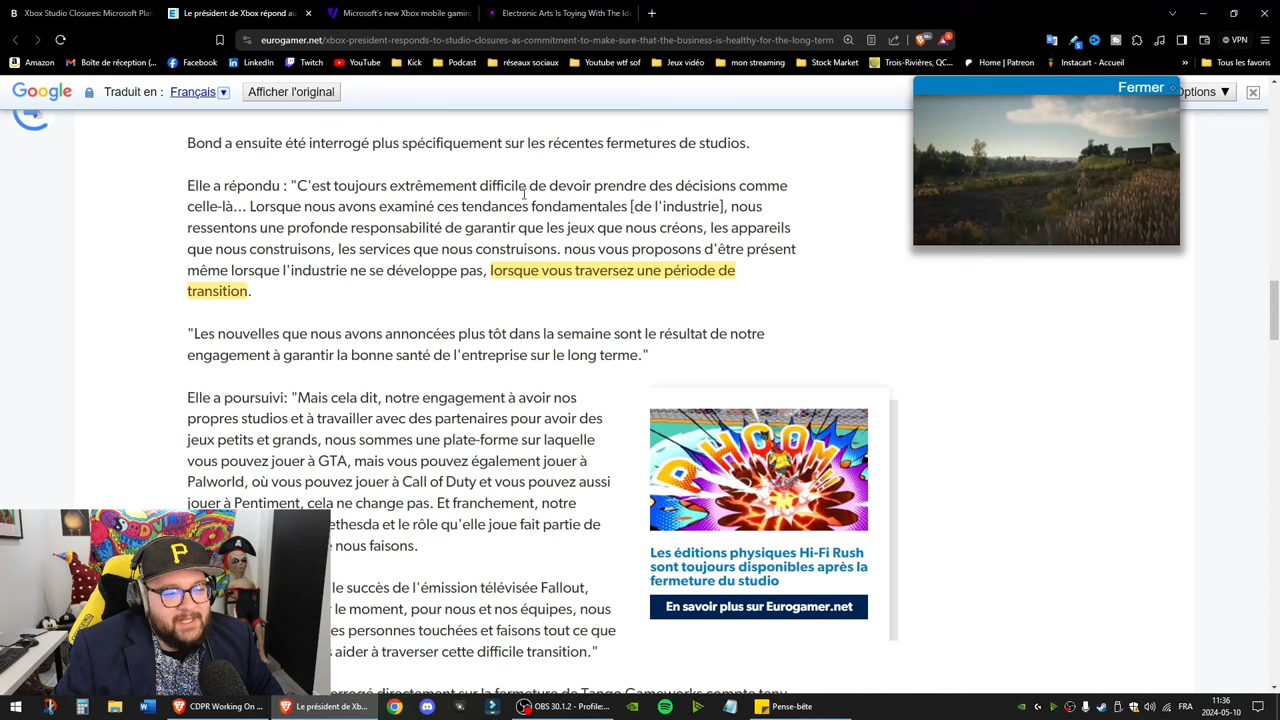 Xbox Studio Closures: Microsoft Plan
Le président de Xbox répond au
Microsoft's new Xbox mobile gaming
Electronic Arts Is Toying With The Id
eurogamer.net/xbox-president-responds-to-studio-closures-as-commitment-to-make-sure-that-the-business-is-healthy-for-the-long-term
VPN
Amazon
Boîte de réception (...
Facebook
LinkedIn
Twitch
YouTube
Kick
Podcast
réseaux sociaux
Youtube wtf sof
Jeux vidéo
mon streaming
Stock Market
Trois-Rivières, QC...
Home | Patreon
Instacart - Accueil
Tous les favoris
Google
Traduit en : Français
Afficher l'original
Fermer
Options ▼
Bond a ensuite été interrogé plus spécifiquement sur les récentes fermetures de studios.
Elle a répondu : "C'est toujours extrêmement difficile de devoir prendre des décisions comme
celle-là... Lorsque nous avons examiné ces tendances fondamentales [de l'industrie], nous
ressentons une profonde responsabilité de garantir que les jeux que nous créons, les appareils
que nous construisons, les services que nous construisons. nous vous proposons d'être présent
même lorsque l'industrie ne se développe pas, lorsque vous traversez une période de
transition.
"Les nouvelles que nous avons annoncées plus tôt dans la semaine sont le résultat de notre
engagement à garantir la bonne santé de l'entreprise sur le long terme."
Elle a poursuivi: "Mais cela dit, notre engagement à avoir nos
propres studios et à travailler avec des partenaires pour avoir des
jeux petits et grands, nous sommes une plate-forme sur laquelle
vous pouvez jouer à GTA, mais vous pouvez également jouer à
Palworld, où vous pouvez jouer à Call of Duty et vous pouvez aussi
jouer à Pentiment, cela ne change pas. Et franchement, notre
ethesda et le rôle qu'elle joue fait partie de
nous faisons.
le succès de l'émission télévisée Fallout,
le moment, pour nous et nos équipes, nous
es personnes touchées et faisons tout ce que
aider à traverser cette difficile transition."
errogé directement sur la fermeture de Tango Gameworks compte tenu
Les éditions physiques Hi-Fi Rush
sont toujours disponibles après la
fermeture du studio
En savoir plus sur Eurogamer.net
CDPR Working On ...
Le président de Xb...
OBS 30.1.2 - Profile:...
Pense-bête
FRA
11:36
2024-05-10